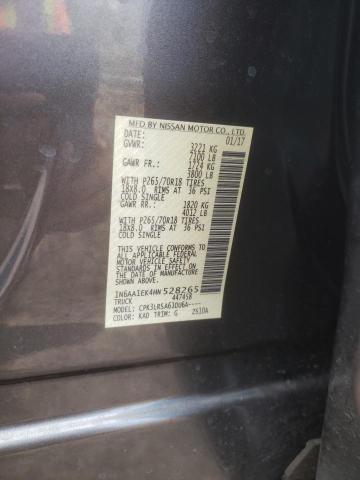 MFD. BY NISSAN MOTOR CO., LTD.
DATE: 01/17
GVWR: 3221 KG
7100 LB
GAWR FR.: 1724 KG
3800 LB
WITH P265/70R18 TIRES
18X8.0 RIMS AT 36 PSI
COLD SINGLE
GAWR RR.: 1820 KG
4012 LB
WITH P265/70R18 TIRES
18X8.0 RIMS AT 36 PSI
COLD SINGLE
THIS VEHICLE CONFORMS TO ALL
APPLICABLE FEDERAL MOTOR
VEHICLE SAFETY STANDARDS IN
EFFECT ON THE DATE OF
MANUFACTURE SHOWN ABOVE.
1N6AA1EK4HN528265
TRUCK 447458
CPK3LRSA61DU6A----
COLOR: KAD TRIM: G 2810A